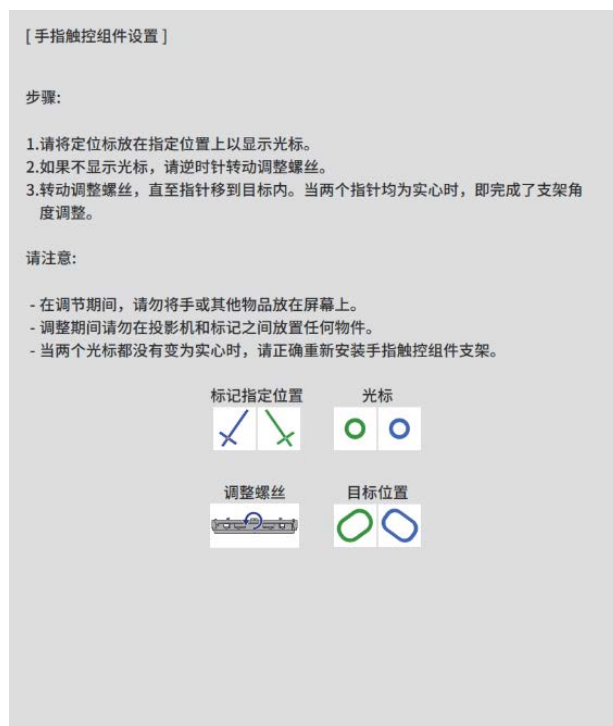 [ 手指触控组件设置 ]
步骤:
1.请将定位标放在指定位置上以显示光标。
2.如果不显示光标，请逆时针转动调整螺丝。
3.转动调整螺丝，直至指针移到目标内。当两个指针均为实心时，即完成了支架角
度调整。
请注意:
- 在调节期间，请勿将手或其他物品放在屏幕上。
- 调整期间请勿在投影机和标记之间放置任何物件。
- 当两个光标都没有变为实心时，请正确重新安装手指触控组件支架。
标记指定位置 光标
调整螺丝 目标位置